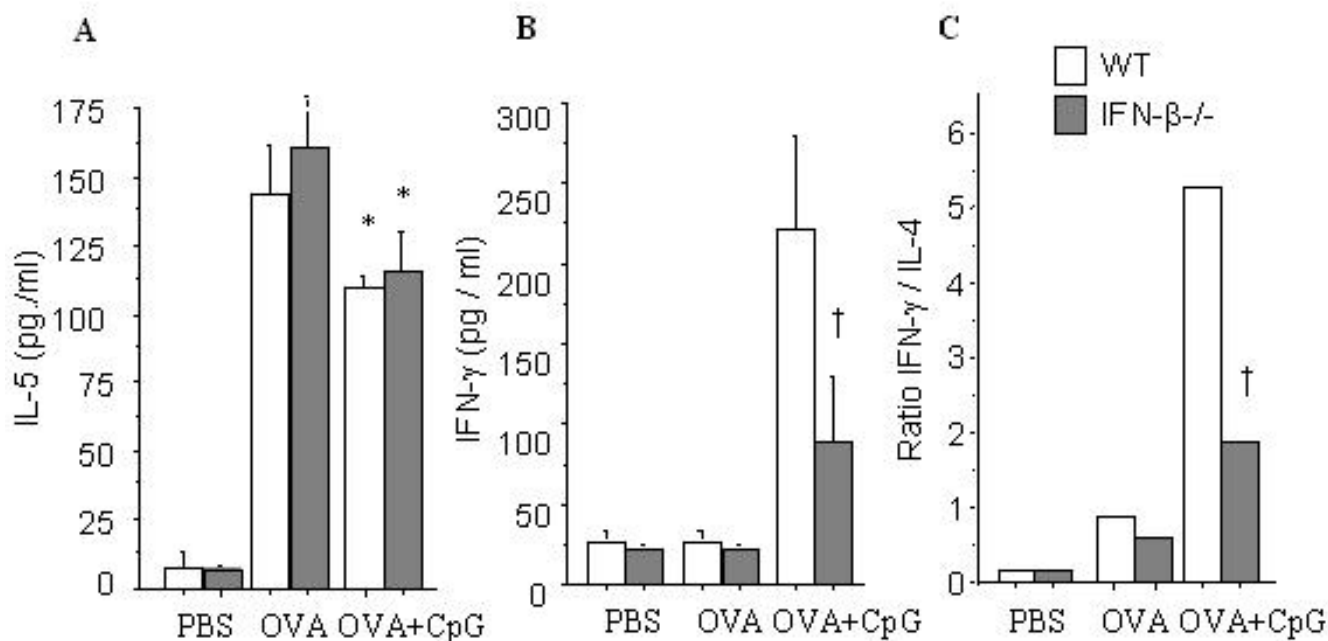 A
IL-5 (pg./ml)
175
150
125
100
75
50
25
0
* *
PBS OVA OVA+CpG
B
IFN-γ (pg / ml)
300
250
200
150
100
50
0
†
PBS OVA OVA+CpG
C
WT
IFN-β-/-
Ratio IFN-γ / IL-4
6
5
4
3
2
1
0
†
PBS OVA OVA+CpG